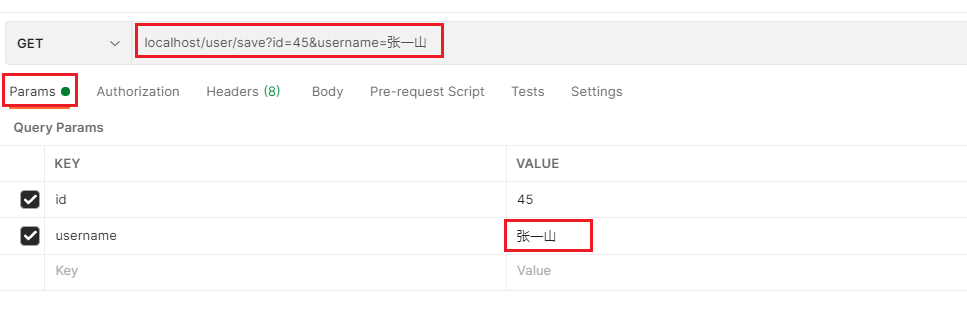 GET localhost/user/save?id=45&username=张一山
Params Authorization Headers (8) Body Pre-request Script Tests Settings
Query Params
KEY VALUE
id 45
username 张一山
Key Value